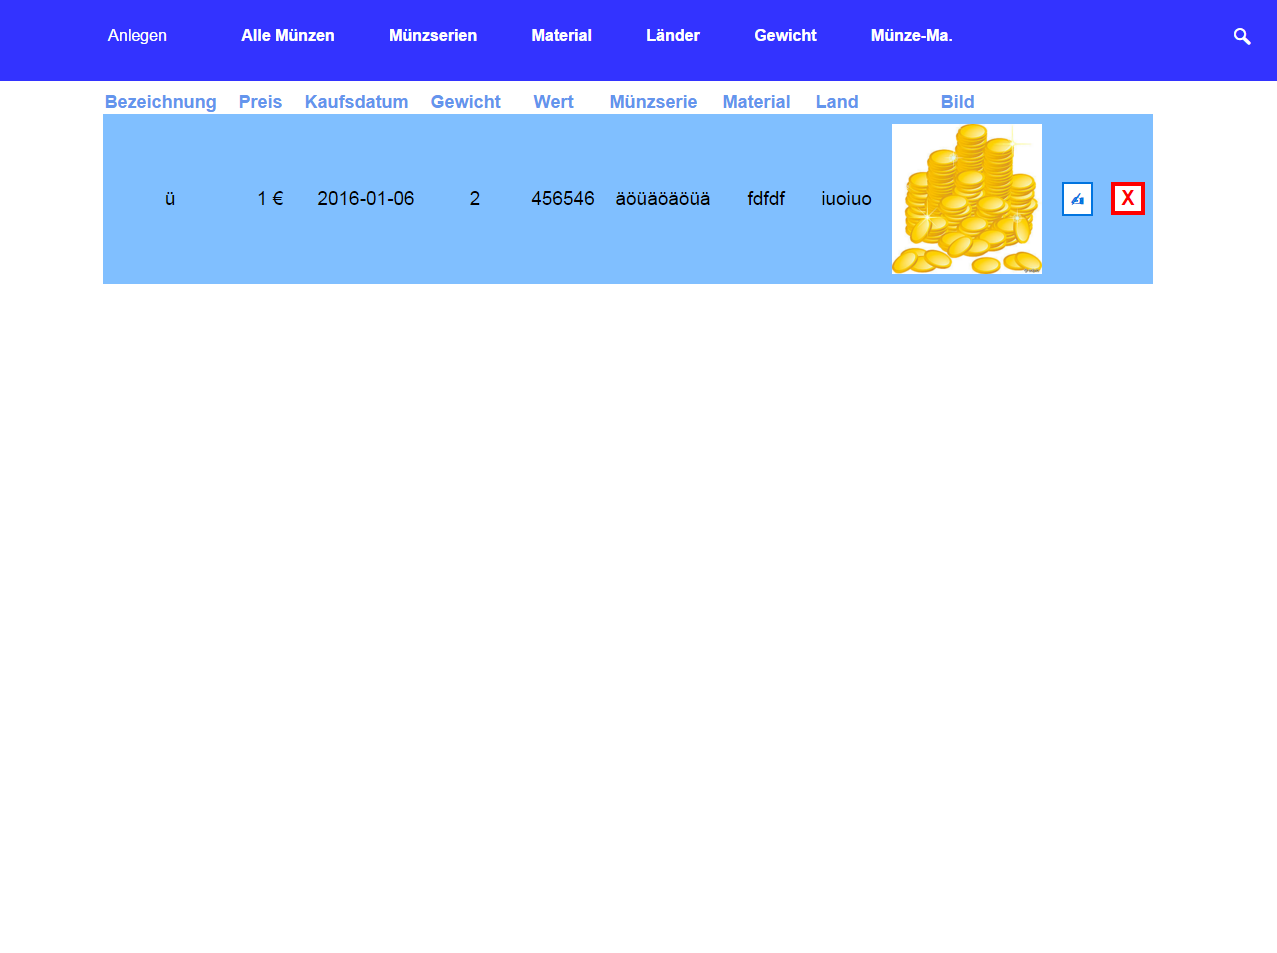 Anlegen Alle Münzen Münzserien Material Länder Gewicht Münze-Ma.
Bezeichnung Preis Kaufsdatum Gewicht Wert Münzserie Material Land Bild
ü 1 € 2016-01-06 2 456546 äöüäöäöüä fdfdf iuoiuo ✍ X